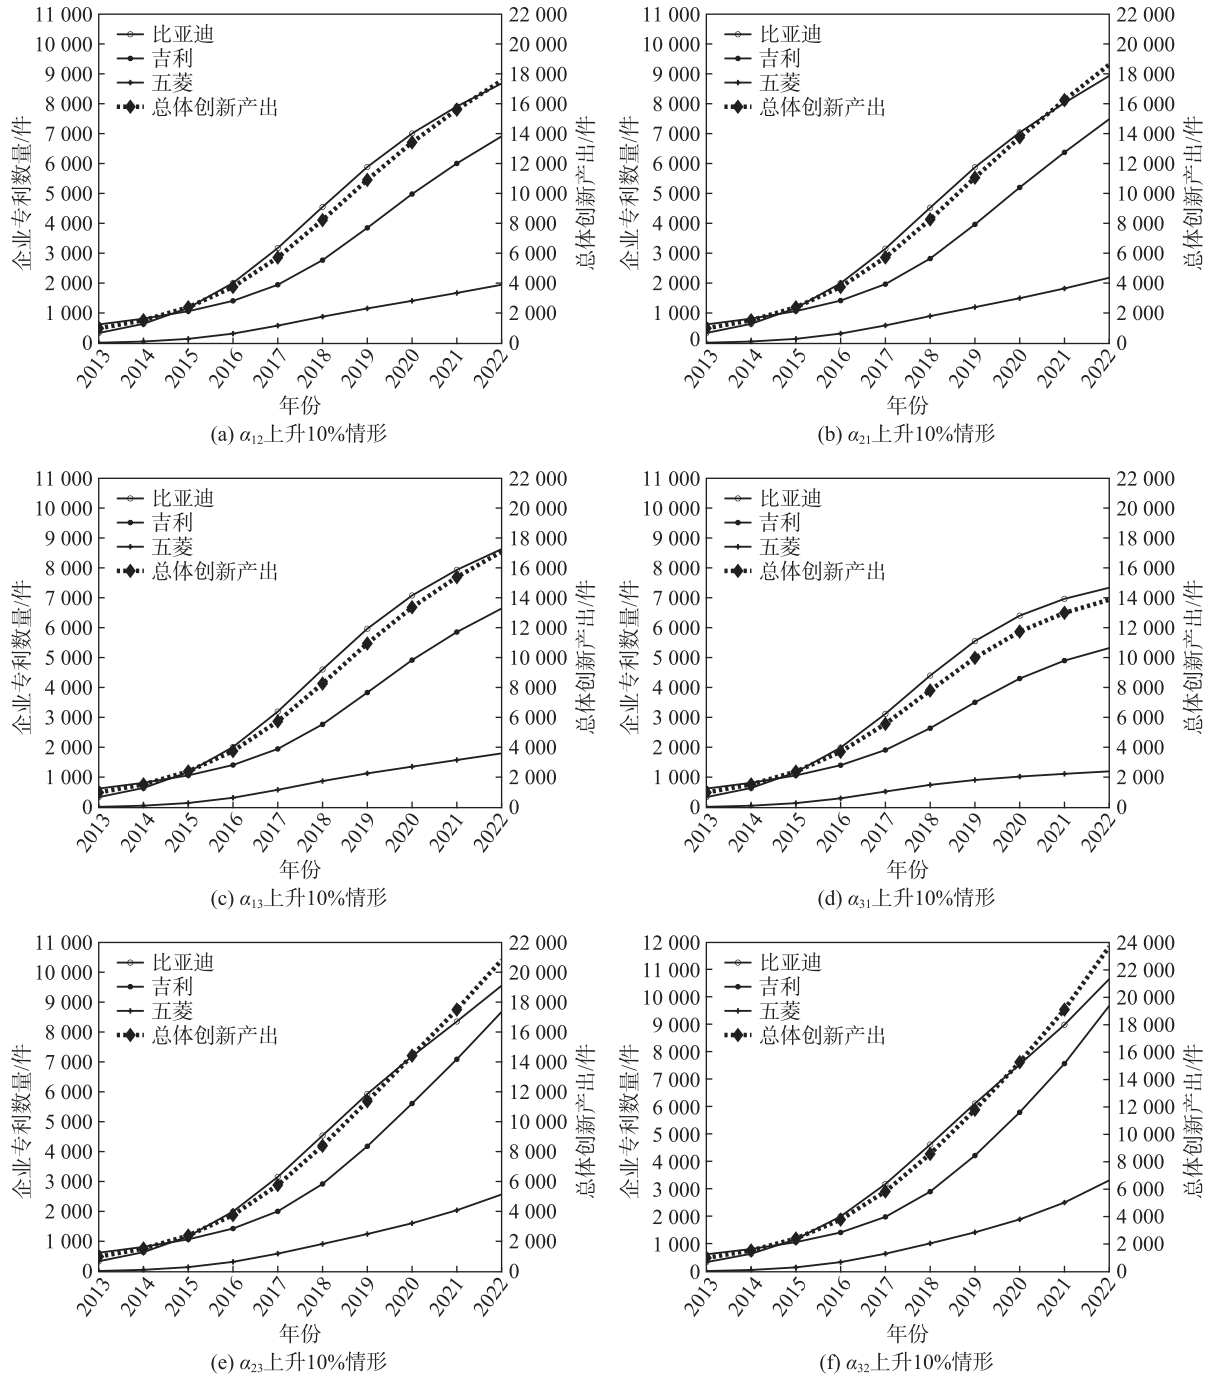 企业专利数量/件
11 000
10 000
9 000
8 000
7 000
6 000
5 000
4 000
3 000
2 000
1 000
0
比亚迪
吉利
五菱
总体创新产出
22 000
20 000
18 000
16 000
14 000
12 000
10 000
8 000
6 000
4 000
2 000
0
总体创新产出/件
2013 2014 2015 2016 2017 2018 2019 2020 2021 2022
年份
(a) α12上升10%情形
企业专利数量/件
11 000
10 000
9 000
8 000
7 000
6 000
5 000
4 000
3 000
2 000
1 000
0
比亚迪
吉利
五菱
总体创新产出
22 000
20 000
18 000
16 000
14 000
12 000
10 000
8 000
6 000
4 000
2 000
0
总体创新产出/件
2013 2014 2015 2016 2017 2018 2019 2020 2021 2022
年份
(b) α21上升10%情形
企业专利数量/件
11 000
10 000
9 000
8 000
7 000
6 000
5 000
4 000
3 000
2 000
1 000
0
比亚迪
吉利
五菱
总体创新产出
22 000
20 000
18 000
16 000
14 000
12 000
10 000
8 000
6 000
4 000
2 000
0
总体创新产出/件
2013 2014 2015 2016 2017 2018 2019 2020 2021 2022
年份
(c) α13上升10%情形
企业专利数量/件
11 000
10 000
9 000
8 000
7 000
6 000
5 000
4 000
3 000
2 000
1 000
0
比亚迪
吉利
五菱
总体创新产出
22 000
20 000
18 000
16 000
14 000
12 000
10 000
8 000
6 000
4 000
2 000
0
总体创新产出/件
2013 2014 2015 2016 2017 2018 2019 2020 2021 2022
年份
(d) α31上升10%情形
企业专利数量/件
11 000
10 000
9 000
8 000
7 000
6 000
5 000
4 000
3 000
2 000
1 000
0
比亚迪
吉利
五菱
总体创新产出
22 000
20 000
18 000
16 000
14 000
12 000
10 000
8 000
6 000
4 000
2 000
0
总体创新产出/件
2013 2014 2015 2016 2017 2018 2019 2020 2021 2022
年份
(e) α23上升10%情形
企业专利数量/件
12 000
11 000
10 000
9 000
8 000
7 000
6 000
5 000
4 000
3 000
2 000
1 000
0
比亚迪
吉利
五菱
总体创新产出
24 000
22 000
20 000
18 000
16 000
14 000
12 000
10 000
8 000
6 000
4 000
2 000
0
总体创新产出/件
2013 2014 2015 2016 2017 2018 2019 2020 2021 2022
年份
(f) α32上升10%情形